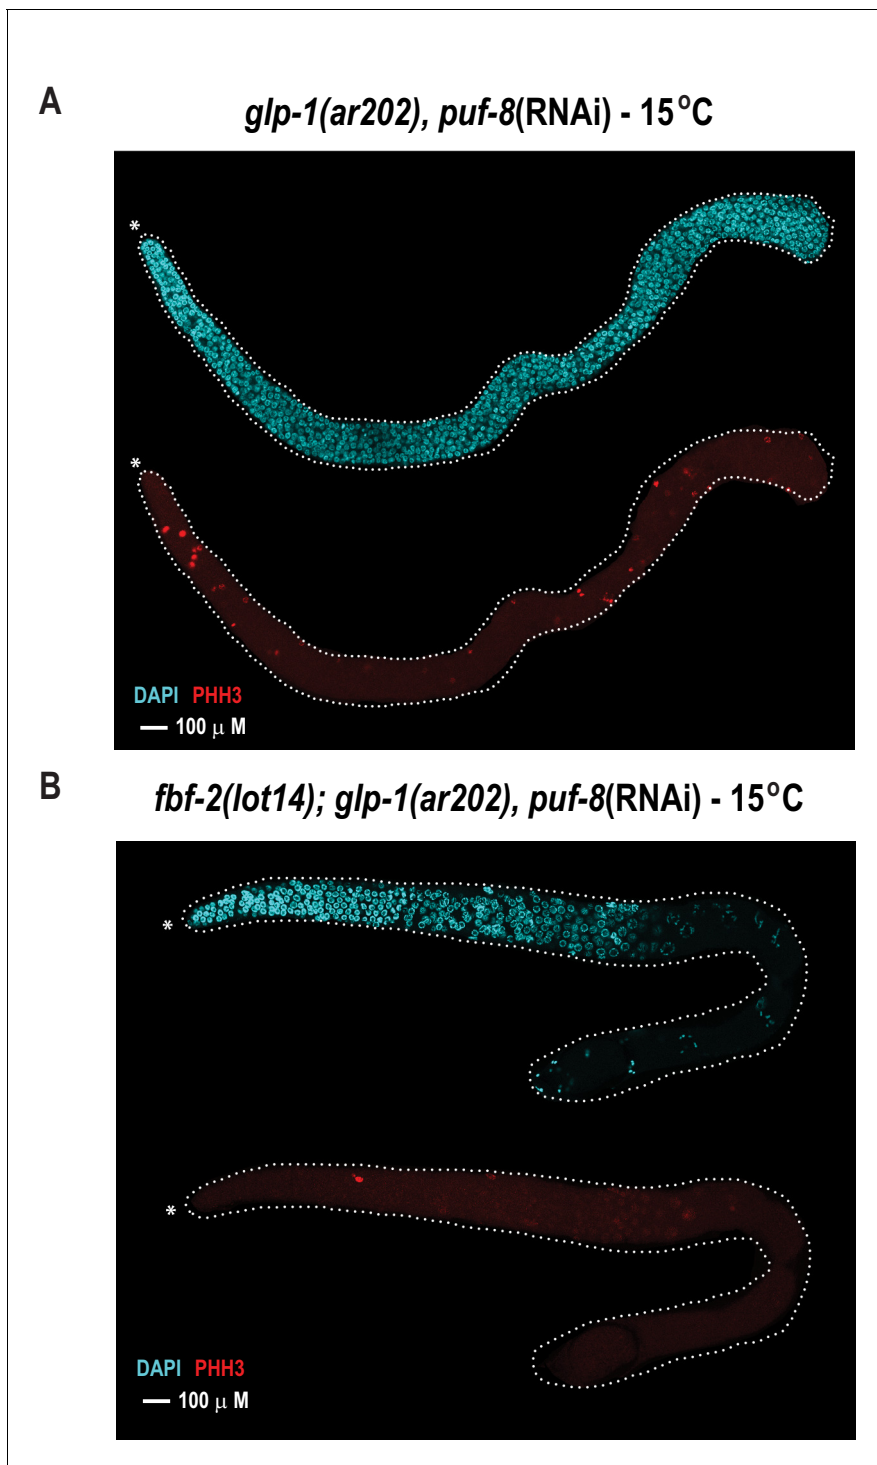 A
glp-1(ar202), puf-8(RNAi) - 15°C
*
*
DAPI PHH3
100 μ M
B
fbf-2(lot14); glp-1(ar202), puf-8(RNAi) - 15°C
*
*
DAPI PHH3
100 μ M